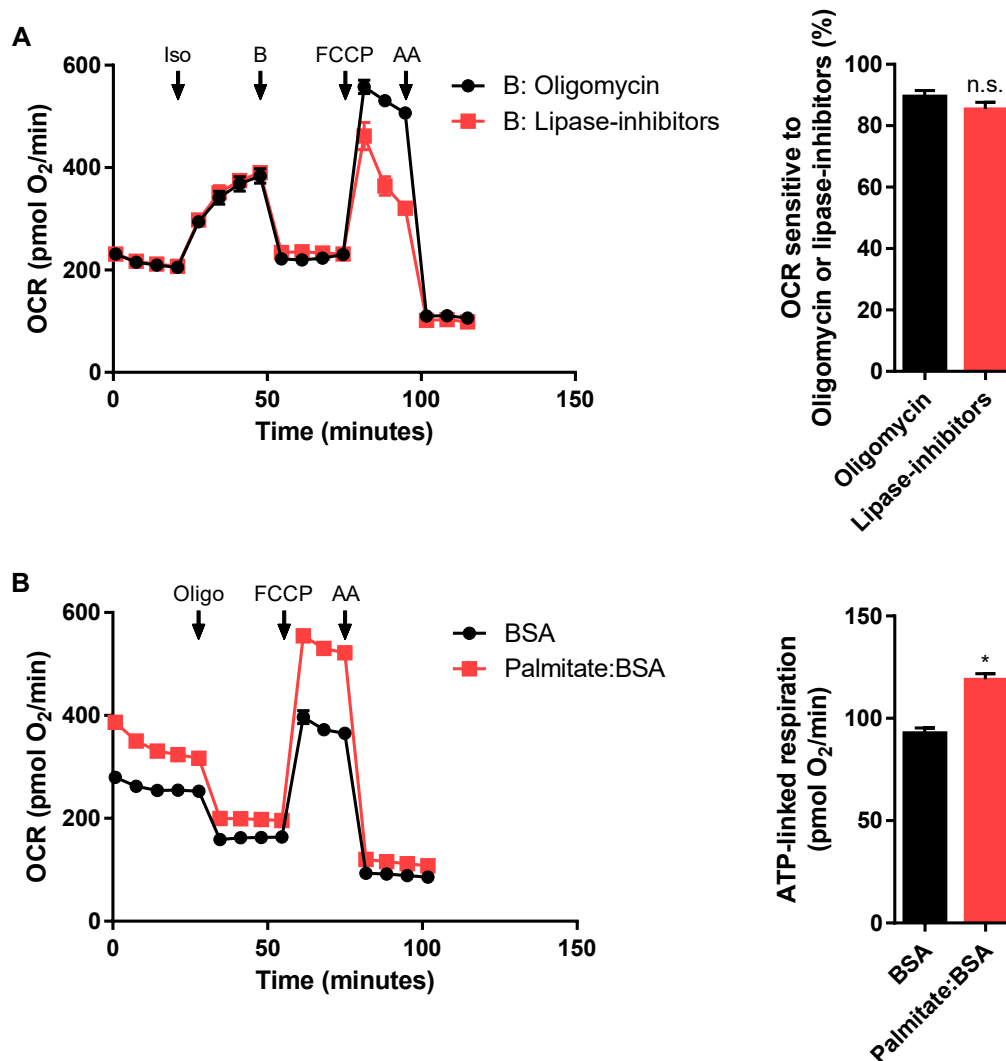 A
Iso
B
FCCP
AA
B: Oligomycin
B: Lipase-inhibitors
OCR (pmol O2/min)
600
400
200
0
0
50
100
150
Time (minutes)
OCR sensitive to
Oligomycin or lipase-inhibitors (%)
100
80
60
40
20
0
n.s.
Oligomycin
Lipase-inhibitors
B
Oligo
FCCP
AA
BSA
Palmitate:BSA
OCR (pmol O2/min)
600
400
200
0
0
50
100
150
Time (minutes)
ATP-linked respiration
(pmol O2/min)
150
100
50
0
*
BSA
Palmitate:BSA